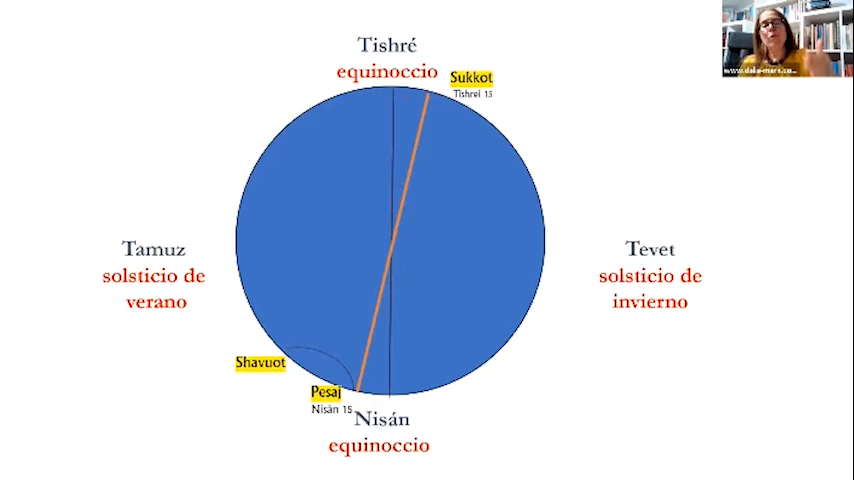 Tishré
equinoccio
Sukkot
Tishrei 15
Tamuz
solsticio de
verano
Tevet
solsticio de
invierno
Shavuot
Pesaj
Nisán 15
Nisán
equinoccio